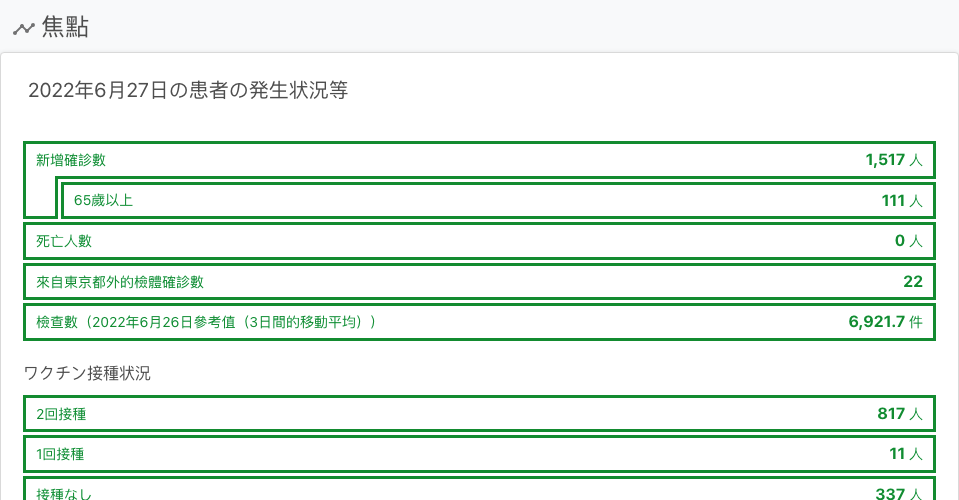 焦點
2022年6月27日の患者の発生状況等
新增確診數 1,517 人
65歲以上 111 人
死亡人數 0 人
來自東京都外的檢體確診數 22
檢查數（2022年6月26日參考值（3日間的移動平均）） 6,921.7 件
ワクチン接種状況
2回接種 817 人
1回接種 11 人
接種なし 337 人